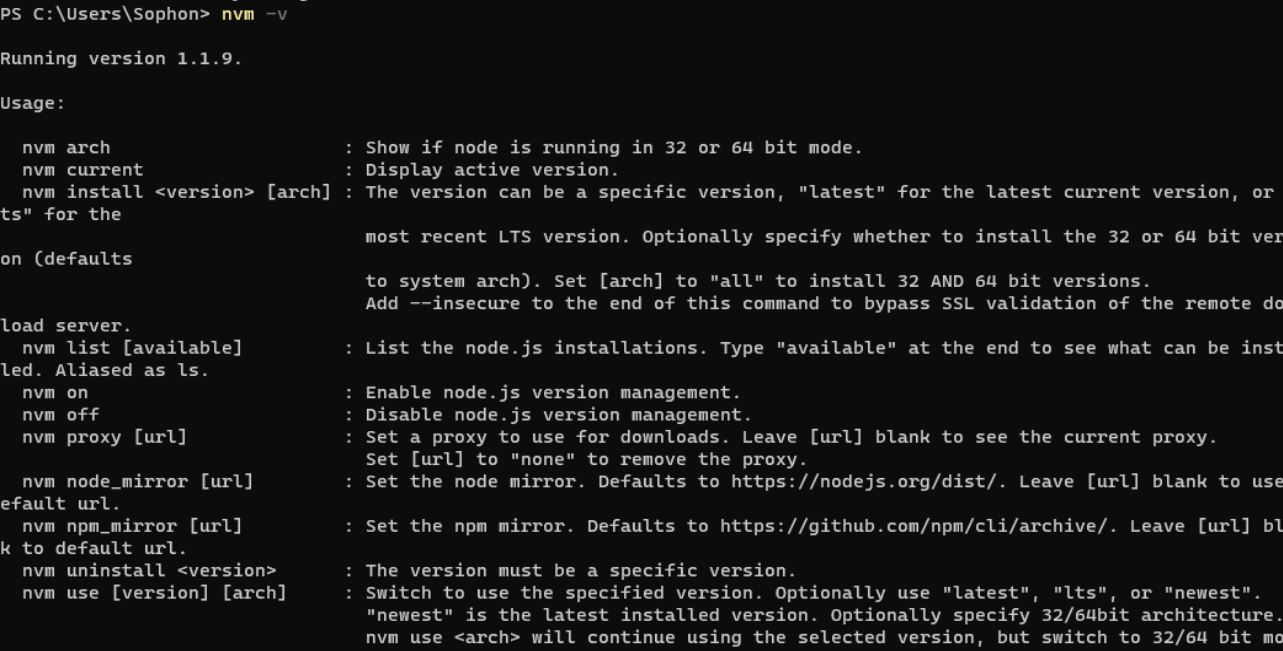 PS C:\Users\Sophon> nvm -v
Running version 1.1.9.
Usage:
nvm arch : Show if node is running in 32 or 64 bit mode.
nvm current : Display active version.
nvm install <version> [arch] : The version can be a specific version, "latest" for the latest current version, or
ts" for the
most recent LTS version. Optionally specify whether to install the 32 or 64 bit ver
on (defaults
to system arch). Set [arch] to "all" to install 32 AND 64 bit versions.
Add --insecure to the end of this command to bypass SSL validation of the remote do
load server.
nvm list [available] : List the node.js installations. Type "available" at the end to see what can be inst
led. Aliased as ls.
nvm on : Enable node.js version management.
nvm off : Disable node.js version management.
nvm proxy [url] : Set a proxy to use for downloads. Leave [url] blank to see the current proxy.
Set [url] to "none" to remove the proxy.
nvm node_mirror [url] : Set the node mirror. Defaults to https://nodejs.org/dist/. Leave [url] blank to use
efault url.
nvm npm_mirror [url] : Set the npm mirror. Defaults to https://github.com/npm/cli/archive/. Leave [url] bl
k to default url.
nvm uninstall <version> : The version must be a specific version.
nvm use [version] [arch] : Switch to use the specified version. Optionally use "latest", "lts", or "newest".
"newest" is the latest installed version. Optionally specify 32/64bit architecture.
nvm use <arch> will continue using the selected version, but switch to 32/64 bit mo